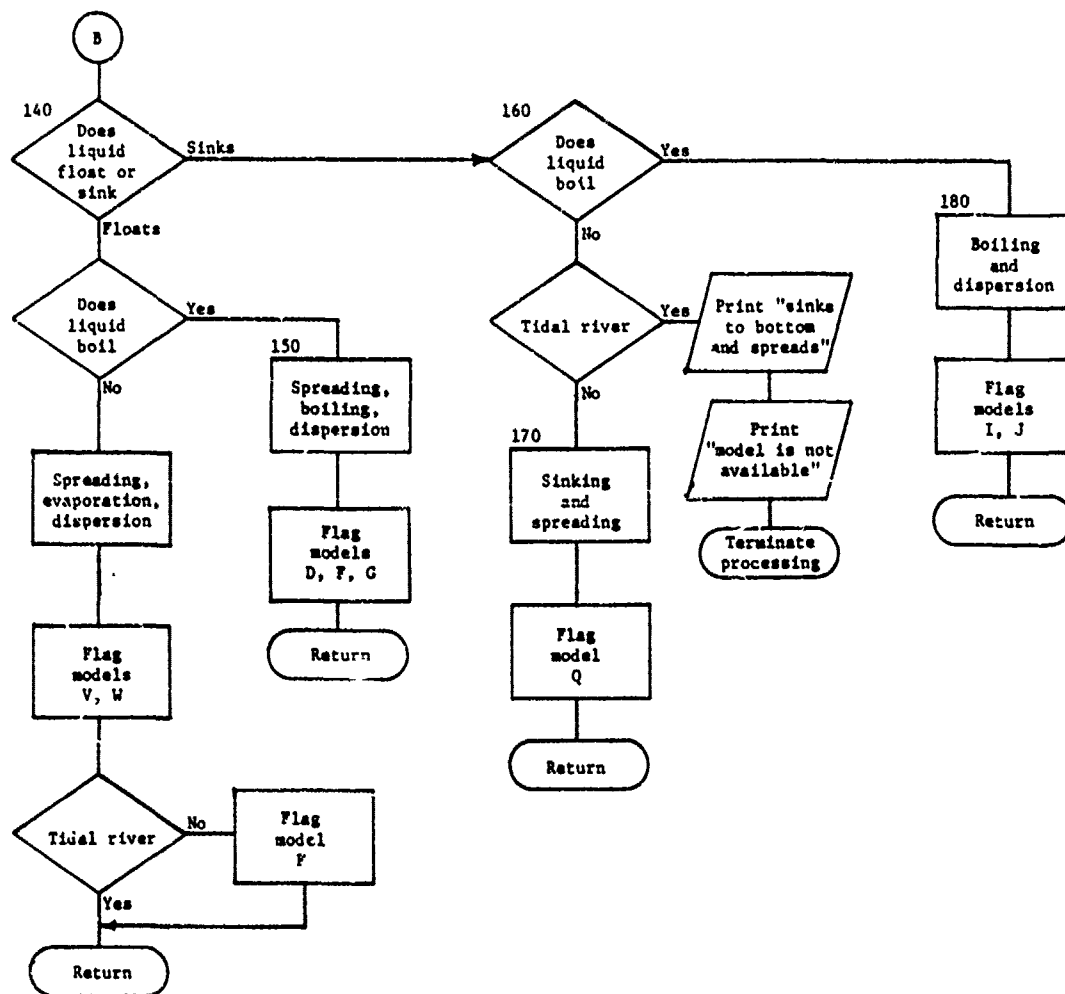 B
140
Does
liquid
float or
sink
Sinks
Floats
Does
liquid
boil
Yes
No
150
Spreading,
boiling,
dispersion
Flag
models
D, F, G
Return
Spreading,
evaporation,
dispersion
Flag
models
V, W
Tidal river
No
Yes
Flag
model
F
Return
160
Does
liquid
boil
Yes
No
Tidal river
Yes
No
Print "sinks
to bottom
and spreads"
Print
"model is not
available"
Terminate
processing
170
Sinking
and
spreading
Flag
model
Q
Return
180
Boiling
and
dispersion
Flag
models
I, J
Return